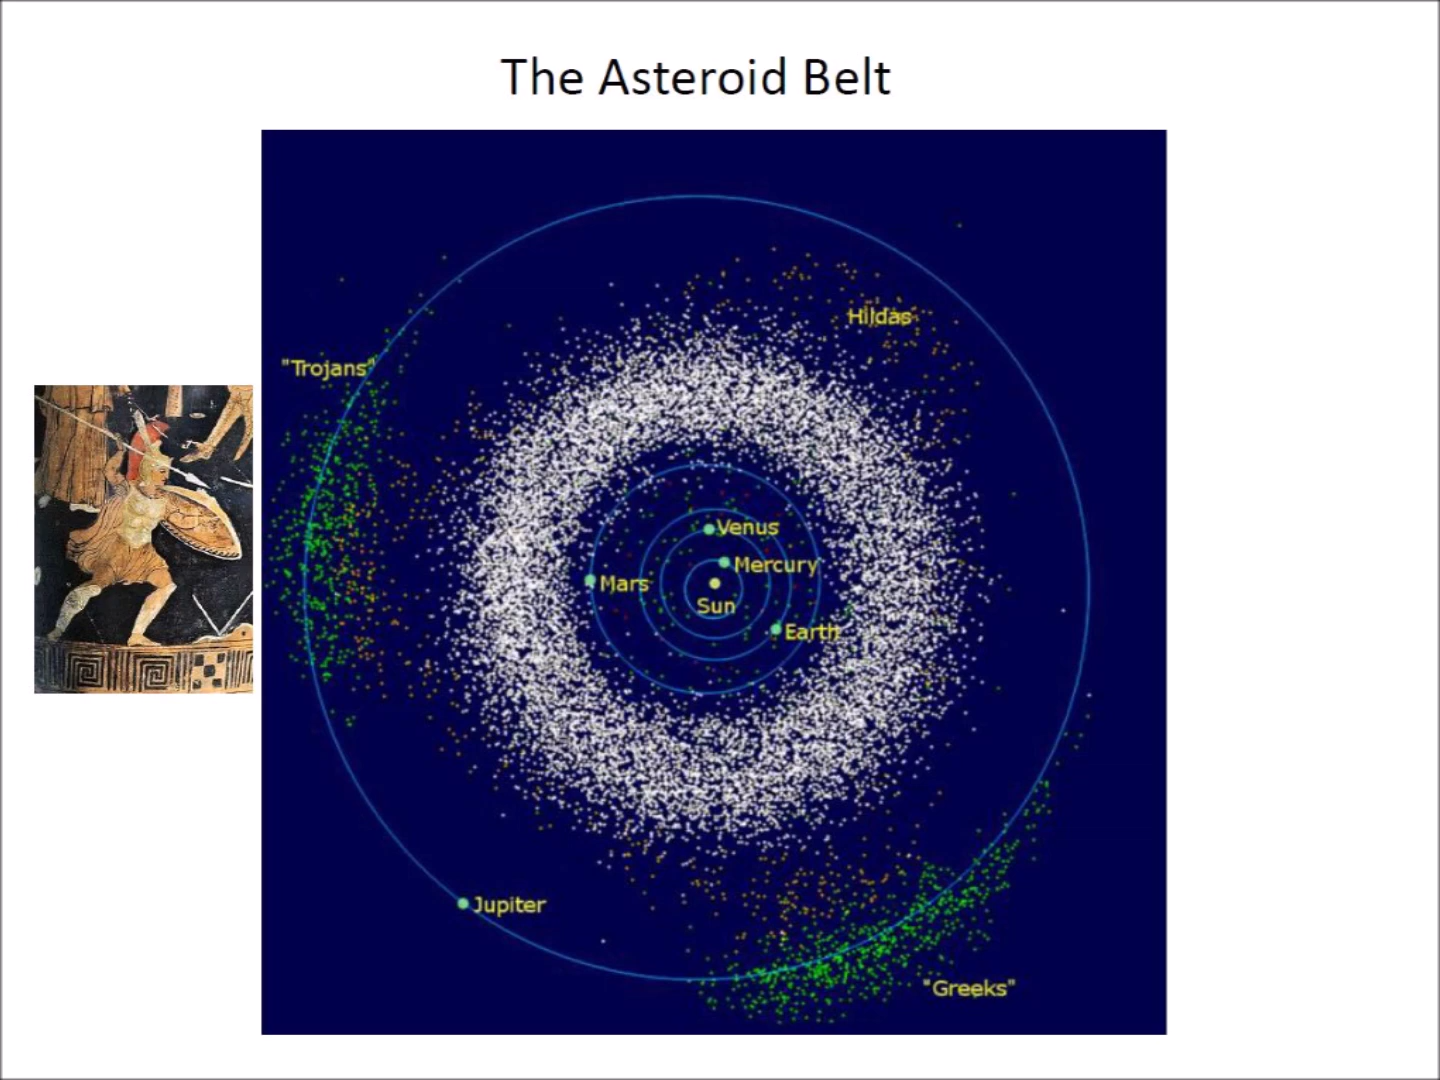 The Asteroid Belt
Hildas
"Trojans"
Venus
Mercury
Mars
Sun
Earth
Jupiter
"Greeks"